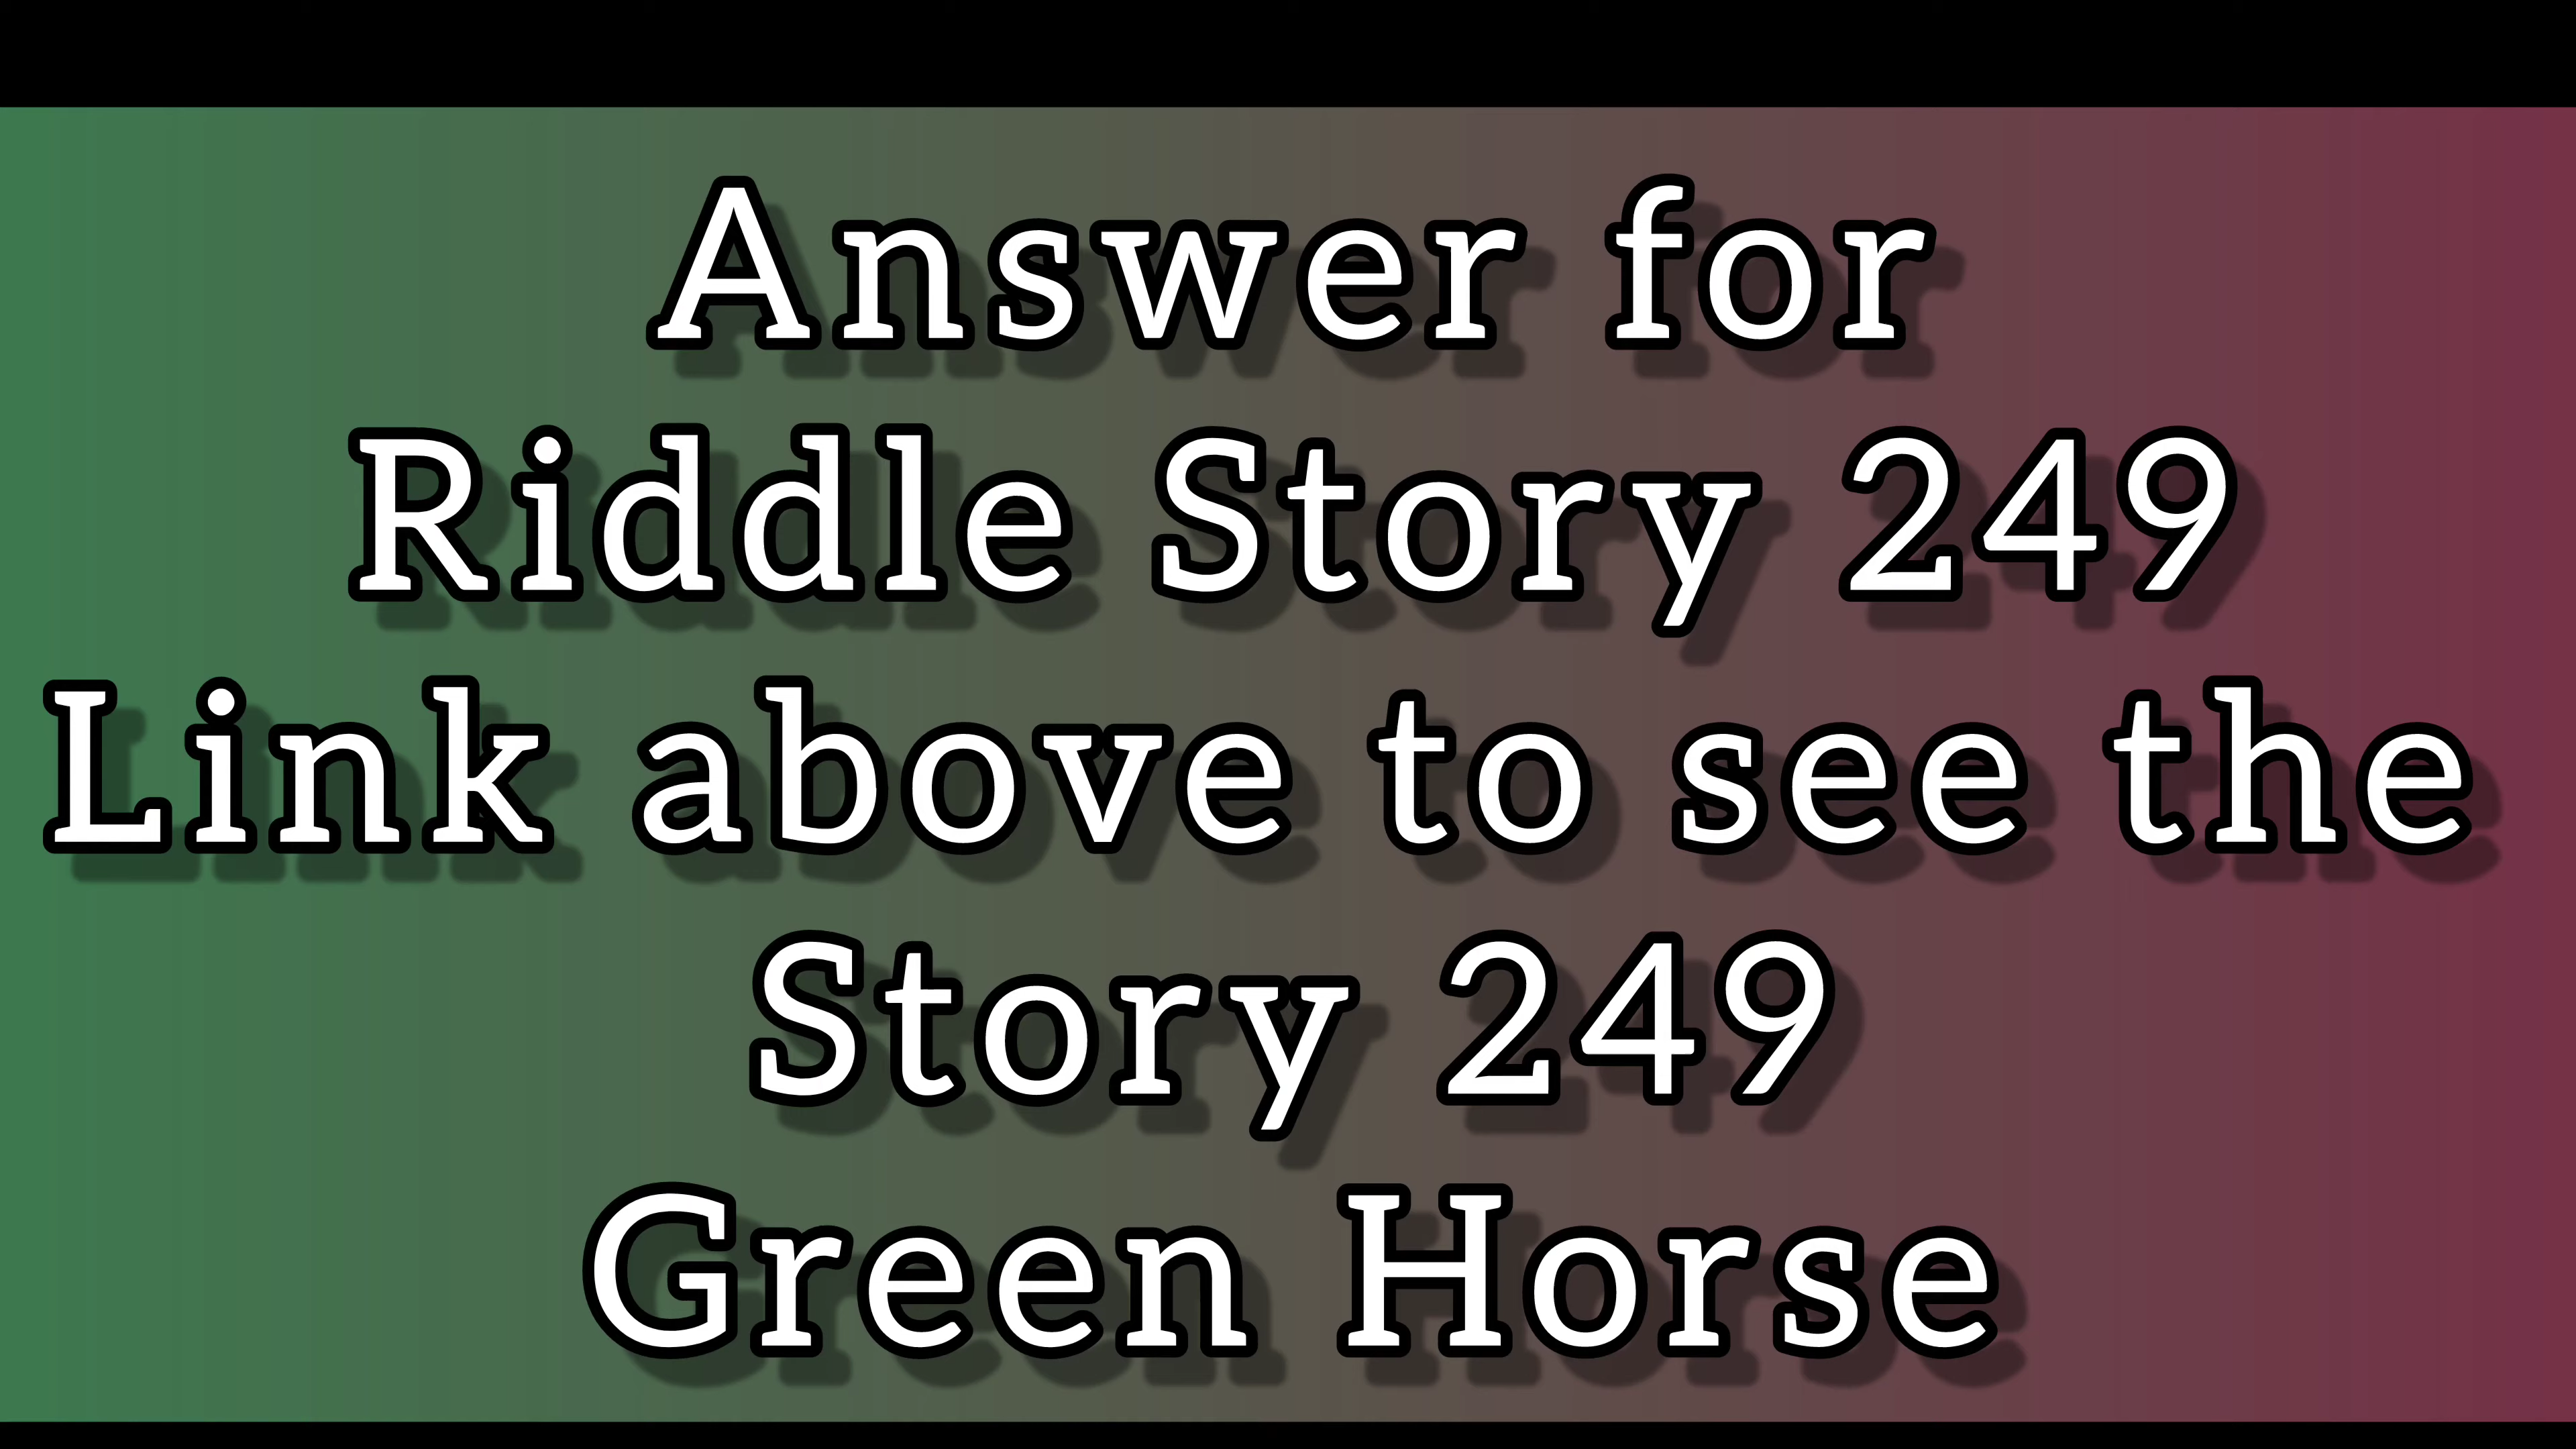 Answer for
Riddle Story 249
Link above to see the
Story 249
Green Horse